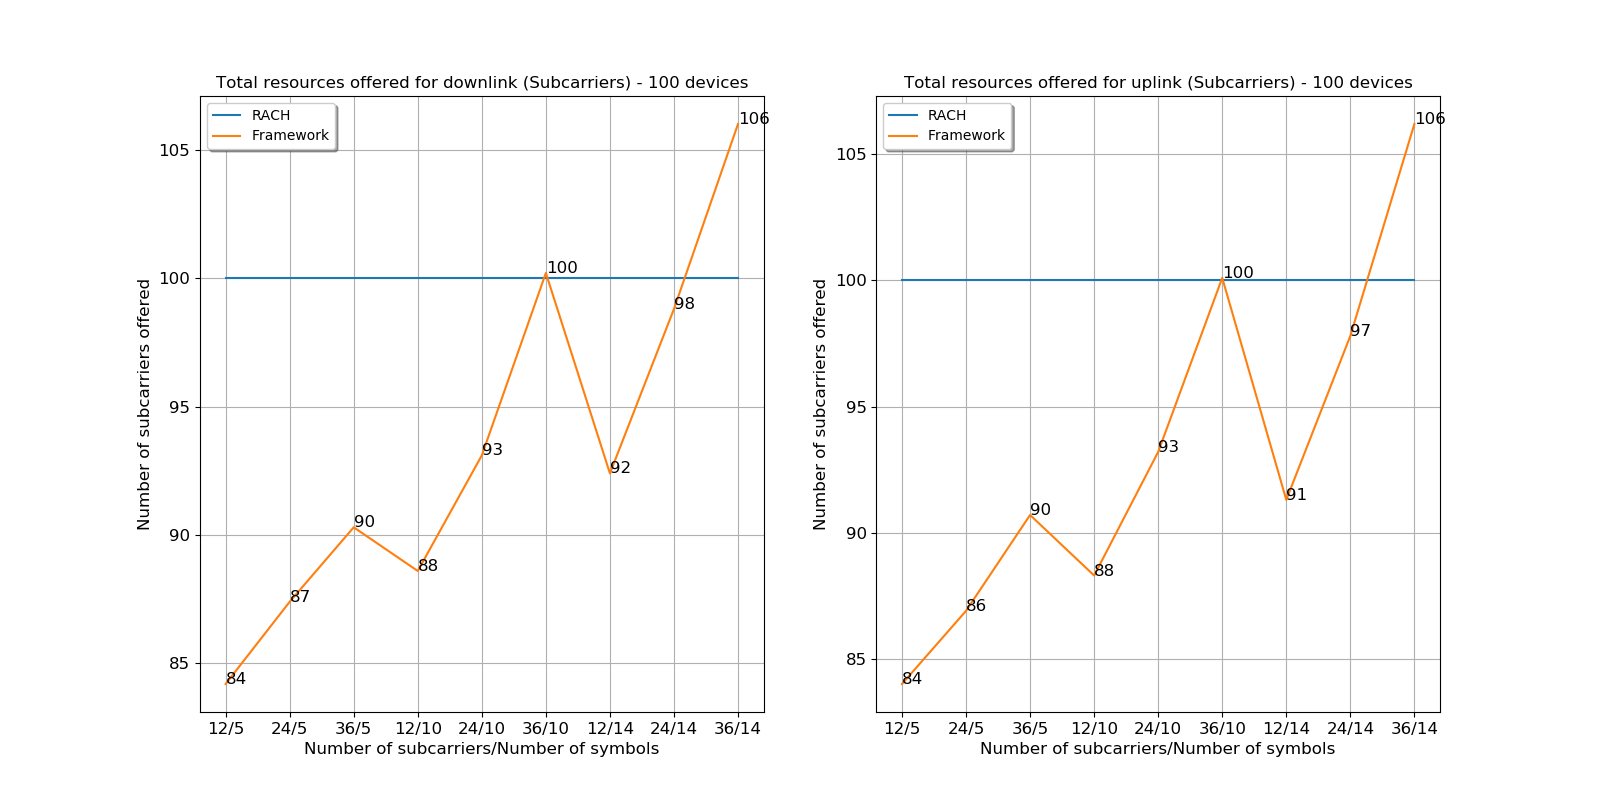 Total resources offered for downlink (Subcarriers) - 100 devices
RACH
Framework
106
105
100
100
98
95
93
92
90
90
88
87
85
84
Number of subcarriers offered
12/5 24/5 36/5 12/10 24/10 36/10 12/14 24/14 36/14
Number of subcarriers/Number of symbols
Total resources offered for uplink (Subcarriers) - 100 devices
RACH
Framework
106
105
100
100
97
95
93
91
90
90
88
86
85
84
Number of subcarriers offered
12/5 24/5 36/5 12/10 24/10 36/10 12/14 24/14 36/14
Number of subcarriers/Number of symbols